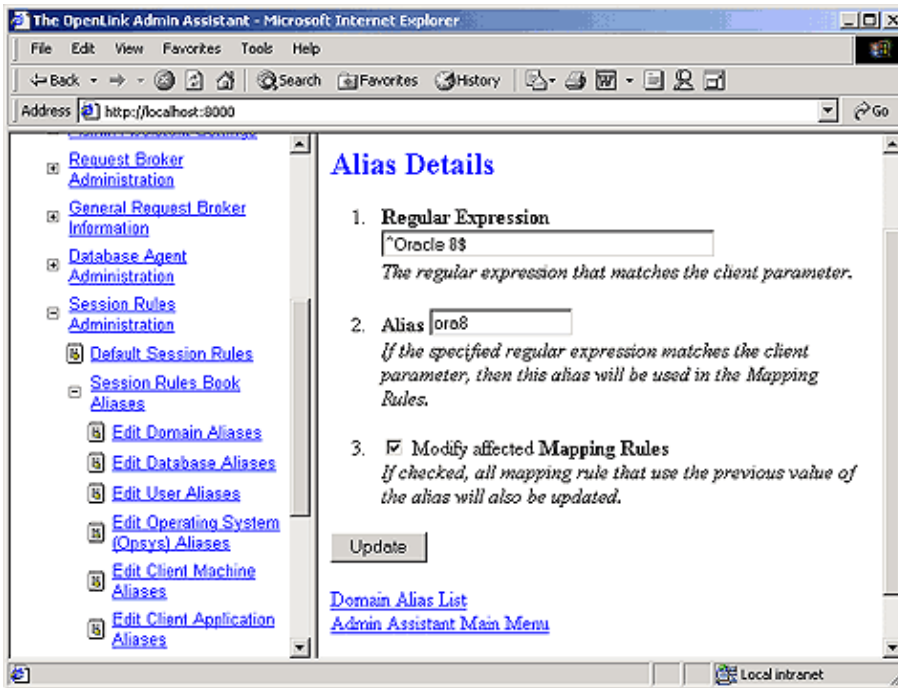 The OpenLink Admin Assistant - Microsoft Internet Explorer
File Edit View Favorites Tools Help
Back Search Favorites History
Address http://localhost:8000 Go
Request Broker
Administration
General Request Broker
Information
Database Agent
Administration
Session Rules
Administration
Default Session Rules
Session Rules Book
Aliases
Edit Domain Aliases
Edit Database Aliases
Edit User Aliases
Edit Operating System
(Opsys) Aliases
Edit Client Machine
Aliases
Edit Client Application
Aliases
Alias Details
1. Regular Expression
^Oracle 8$
The regular expression that matches the client parameter.
2. Alias ora8
If the specified regular expression matches the client
parameter, then this alias will be used in the Mapping
Rules.
3. Modify affected Mapping Rules
If checked, all mapping rule that use the previous value of
the alias will also be updated.
Update
Domain Alias List
Admin Assistant Main Menu
Local intranet